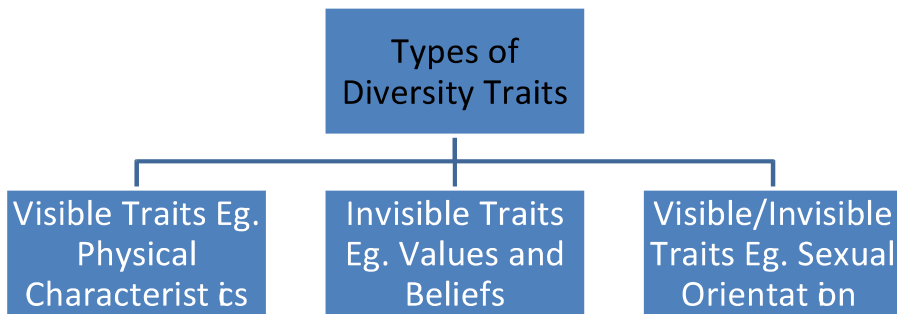 Types of
Diversity Traits
Visible Traits Eg.
Physical
Characteristics
Invisible Traits
Eg. Values and
Beliefs
Visible/Invisible
Traits Eg. Sexual
Orientation